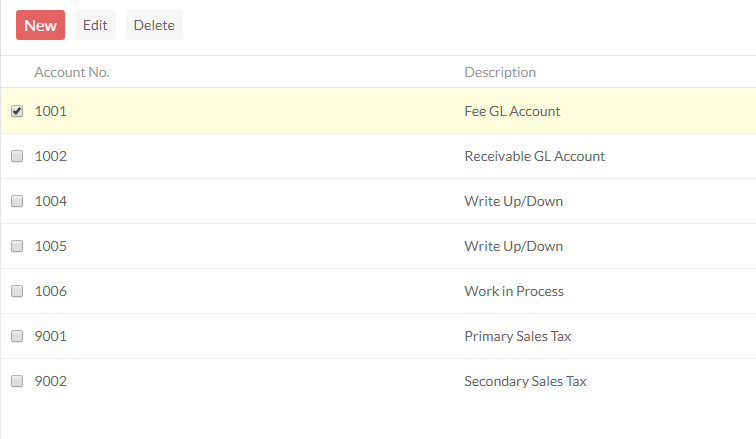 New Edit Delete
Account No. Description
1001 Fee GL Account
1002 Receivable GL Account
1004 Write Up/Down
1005 Write Up/Down
1006 Work in Process
9001 Primary Sales Tax
9002 Secondary Sales Tax